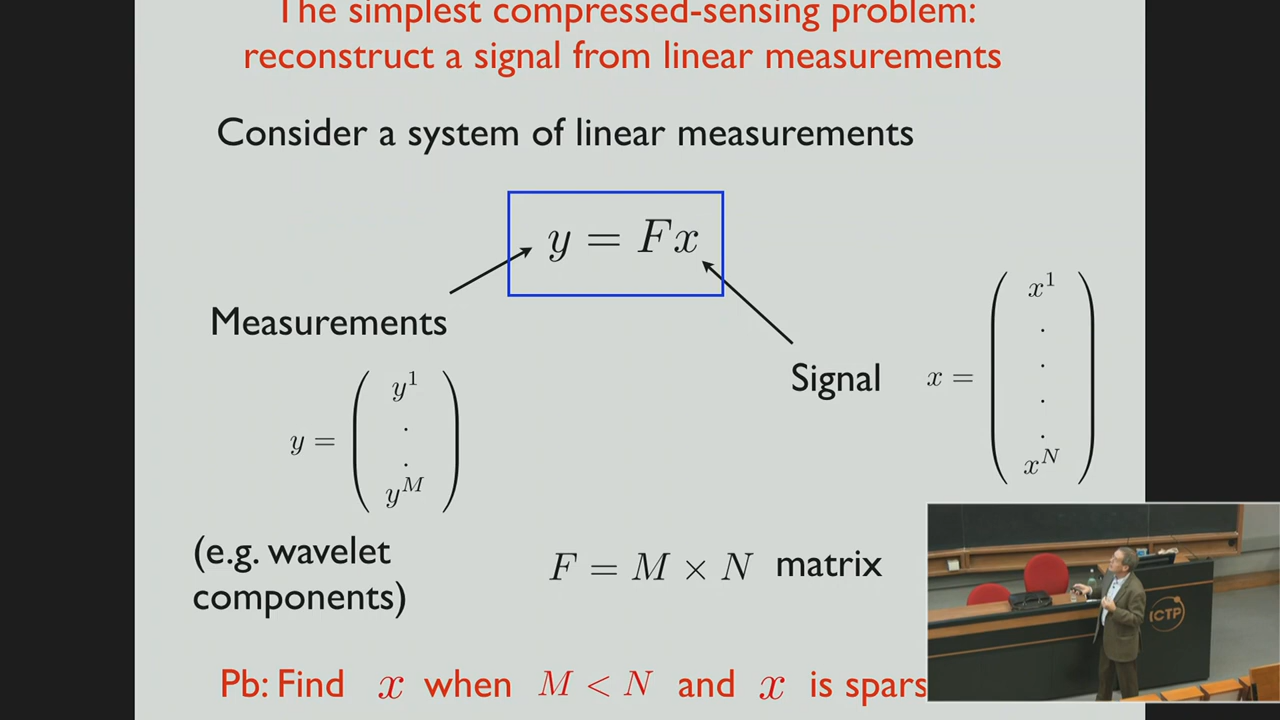 The simplest compressed-sensing problem:
reconstruct a signal from linear measurements
Consider a system of linear measurements
y = Fx
Measurements
Signal
x = ( x^1 . . . . x^N )
y = ( y^1 . . y^M )
(e.g. wavelet
components)
F = M × N matrix
Pb: Find x when M < N and x is spars
ICTP